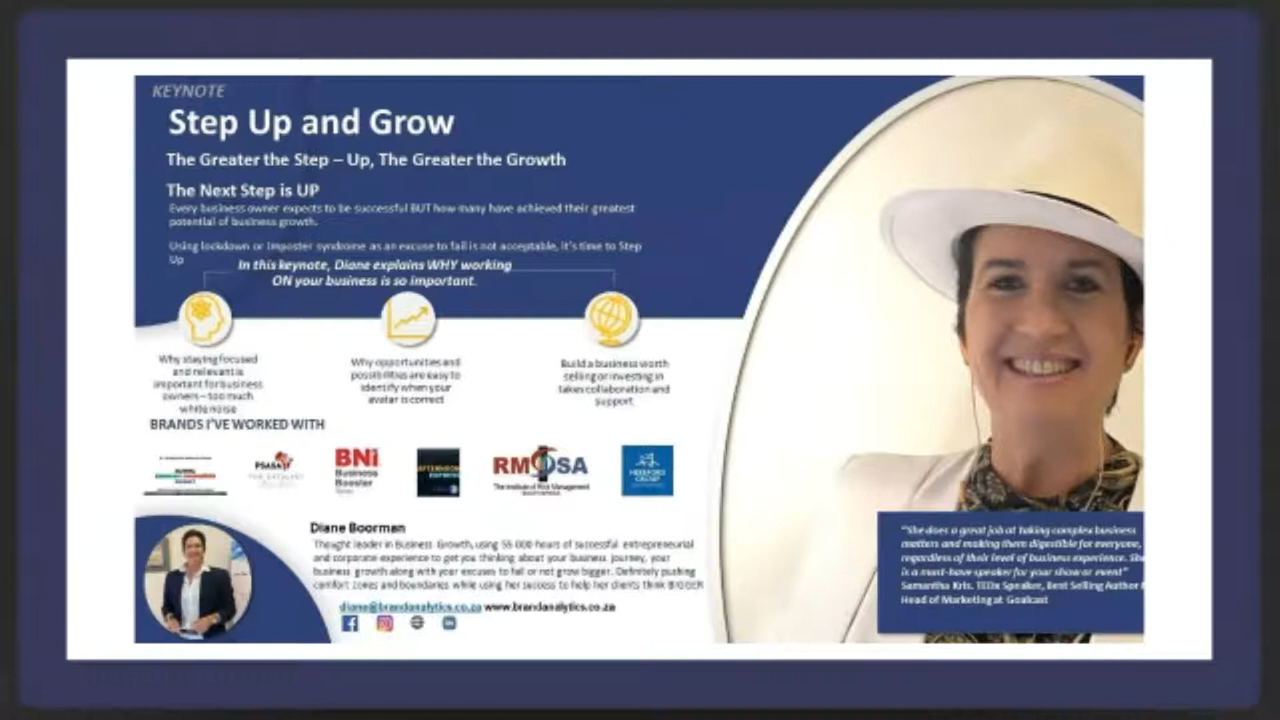 KEYNOTE
Step Up and Grow
The Greater the Step – Up, The Greater the Growth
The Next Step is UP
Every business owner expects to be successful BUT how many have achieved their greatest
potential of business growth.
Using lockdown or Imposter syndrome as an excuse to fail is not acceptable, it's time to Step
Up
In this keynote, Diane explains WHY working
ON your business is so important.
Why staying focused
and relevant is
important for business
owners – too much
white noise
Why opportunities and
possibilities are easy to
identify when your
avatar is correct
Build a business worth
selling or investing in
takes collaboration and
support
BRANDS I'VE WORKED WITH
PSASA
BNI
Business
Booster
AFTERNOON
EXPRESS
RM SA
The Institute of Risk Management
HEREFORD
GROUP
Diane Boorman
Thought leader in Business Growth, using 55 000 hours of successful entrepreneurial
and corporate experience to get you thinking about your business journey, your
business growth along with your excuses to fail or not grow bigger. Definitely pushing
comfort zones and boundaries while using her success to help her clients think BIGGER
diane@brandanalytics.co.za www.brandanalytics.co.za
"She does a great job at taking complex business
matters and making them digestible for everyone,
regardless of their level of business experience. She
is a must-have speaker for your show or event"
Samantha Kris. TEDx Speaker, Best Selling Author
Head of Marketing at Goalcast